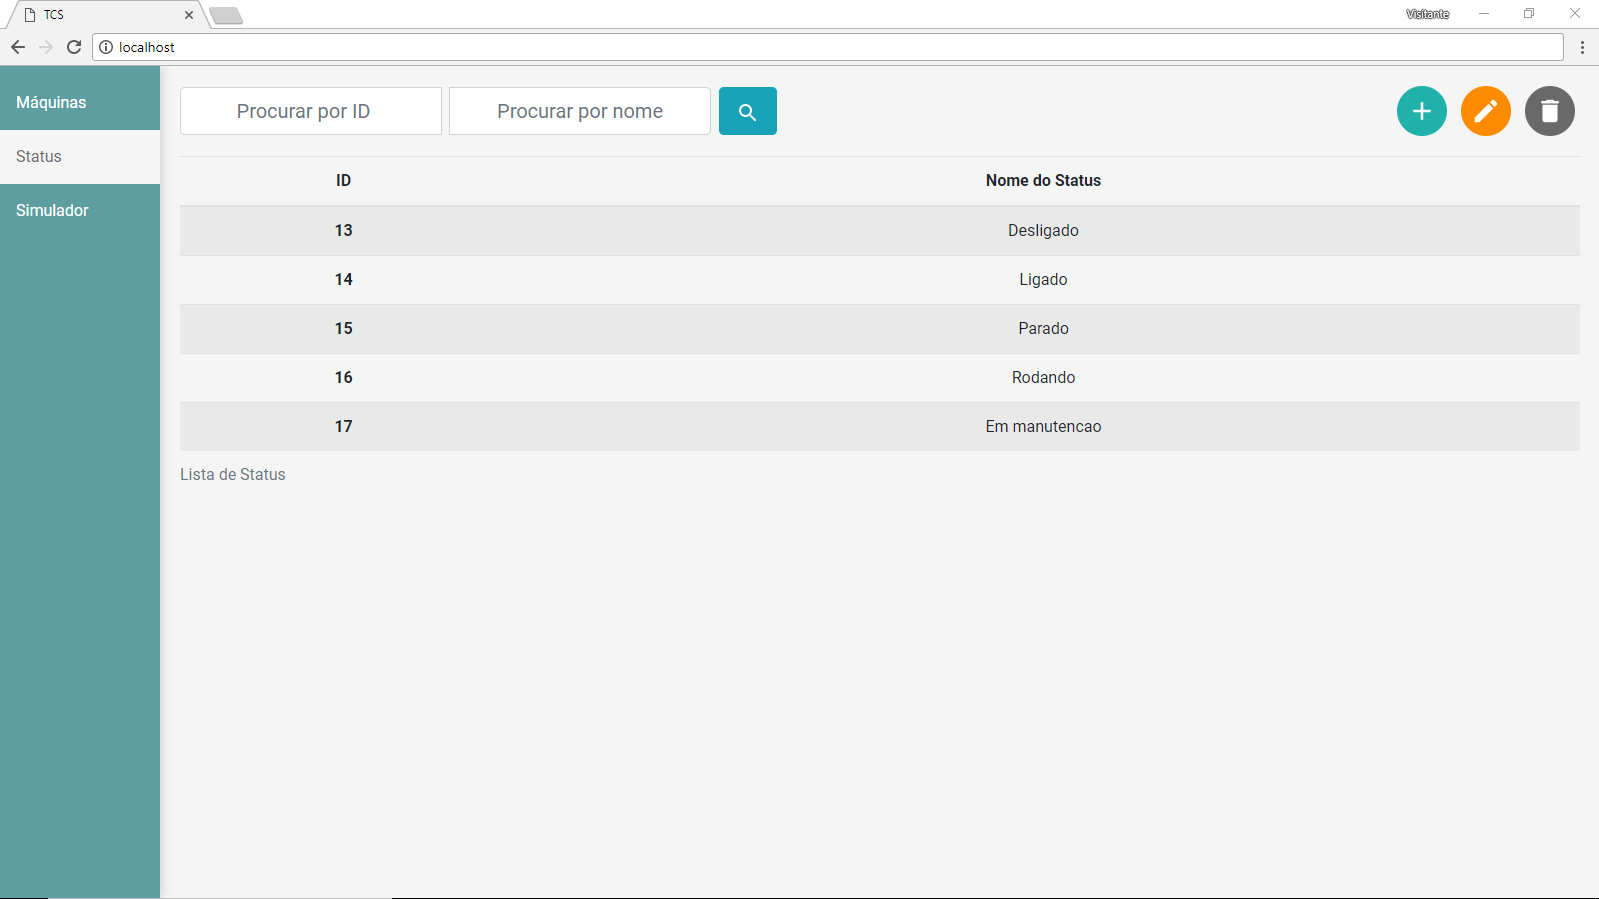 TCS
Visitante
localhost
Máquinas
Status
Simulador
Procurar por ID
Procurar por nome
ID Nome do Status
13 Desligado
14 Ligado
15 Parado
16 Rodando
17 Em manutencao
Lista de Status